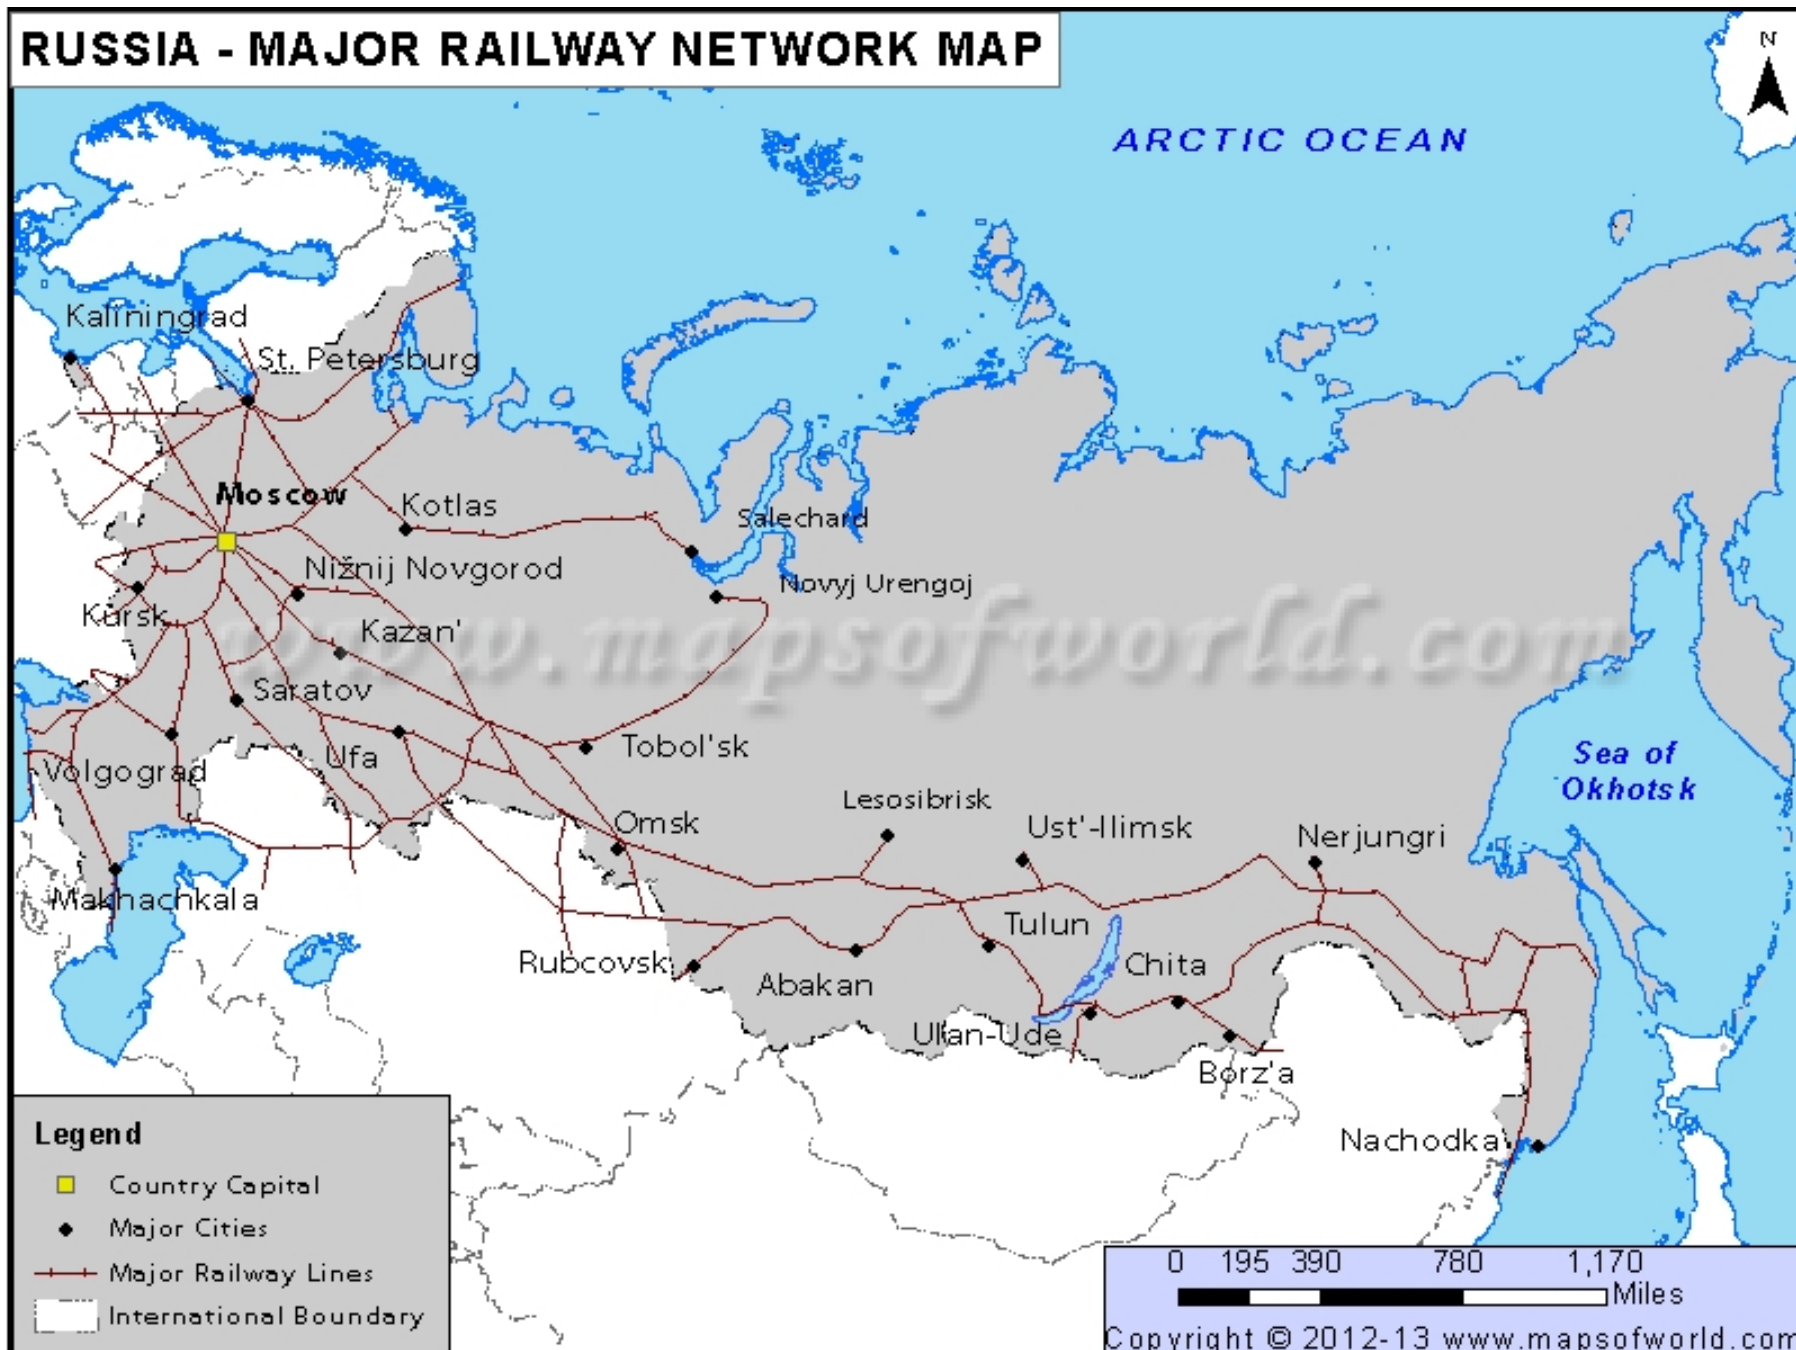 RUSSIA - MAJOR RAILWAY NETWORK MAP
N
ARCTIC OCEAN
Kaliningrad
St. Petersburg
Moscow
Kotlas
Salechard
Nižnij Novgorod
Novyj Urengoj
Kursk
Kazan'
www.mapsofworld.com
Saratov
Tobol'sk
Ufa
Volgograd
Sea of
Okhotsk
Lesosibrisk
Omsk
Ust'-Ilimsk
Nerjungri
Makhachkala
Tulun
Rubcovsk
Chita
Abakan
Ulan-Ude
Borz'a
Nachodka
Legend
Country Capital
Major Cities
Major Railway Lines
International Boundary
0 195 390 780 1,170
Miles
Copyright © 2012-13 www.mapsofworld.com